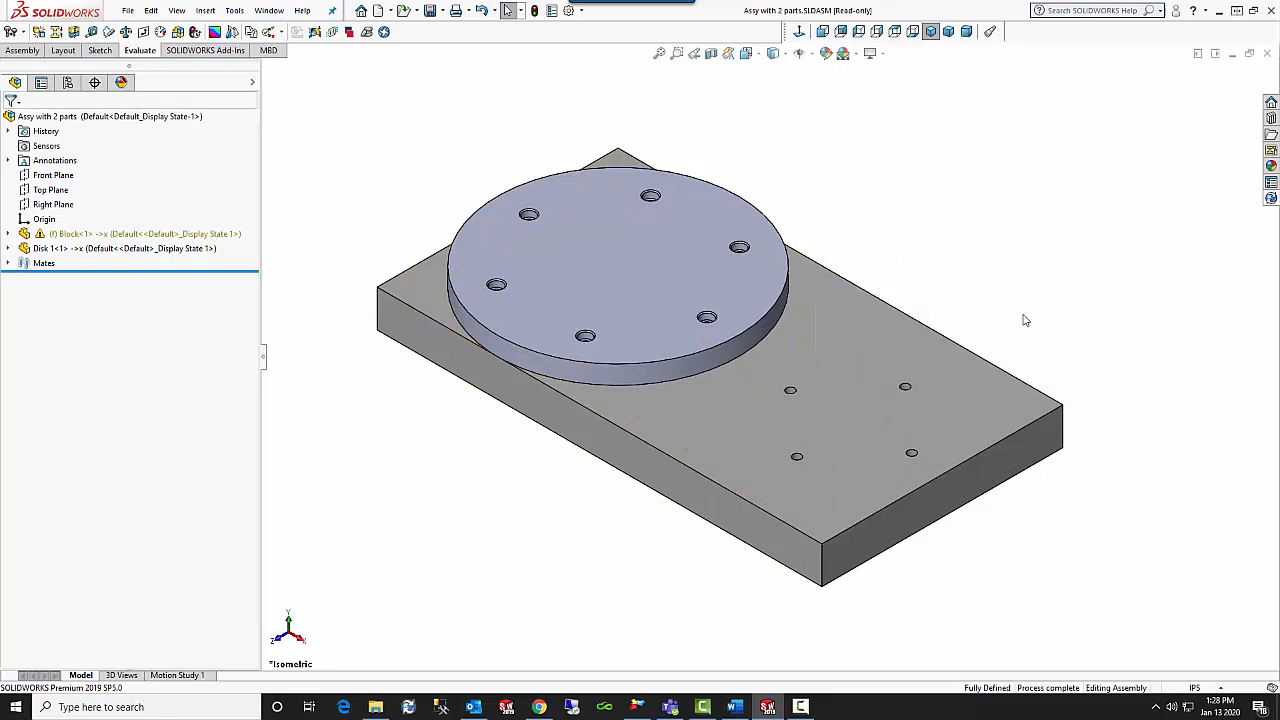 SOLIDWORKS File Edit View Insert Tools Window Help Assy with 2 parts.SLDASM [Read-only] Search SOLIDWORKS Help
Assembly Layout Sketch Evaluate SOLIDWORKS Add-Ins MBD
Assy with 2 parts (Default<Default_Display State-1>)
History
Sensors
Annotations
Front Plane
Top Plane
Right Plane
Origin
(f) Block<1> ->x (Default<<Default>_Display State 1>)
Disk 1<1> ->x (Default<<Default>_Display State 1>)
Mates
Y
Z X
*Isometric
Model 3D Views Motion Study 1
SOLIDWORKS Premium 2019 SP5.0 Fully Defined Process complete Editing Assembly IPS
Type here to search
1:28 PM
Jan 13 2020